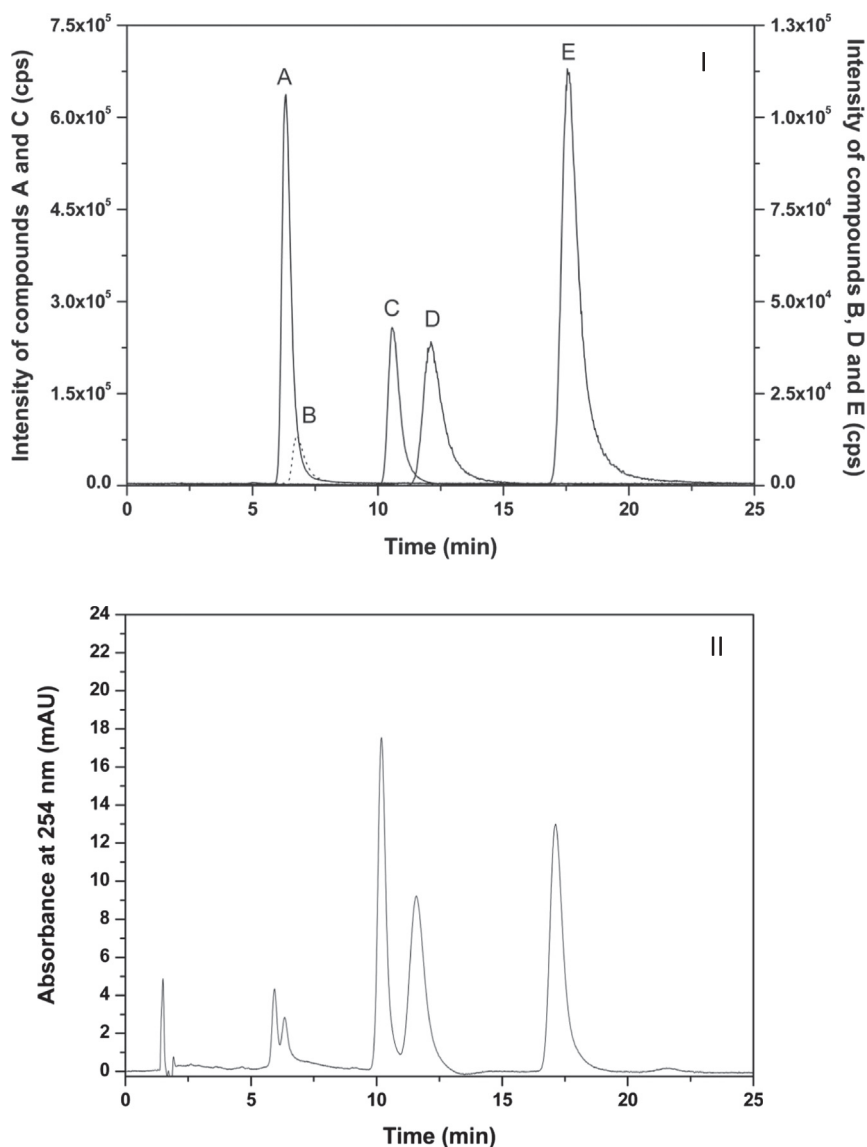 I
Intensity of compounds A and C (cps)
7.5x10⁵
6.0x10⁵
4.5x10⁵
3.0x10⁵
1.5x10⁵
0.0
A
B
C
D
E
1.3x10⁵
1.0x10⁵
7.5x10⁴
5.0x10⁴
2.5x10⁴
0.0
Intensity of compounds B, D and E (cps)
0 5 10 15 20 25
Time (min)
II
Absorbance at 254 nm (mAU)
24
22
20
18
16
14
12
10
8
6
4
2
0
0 5 10 15 20 25
Time (min)